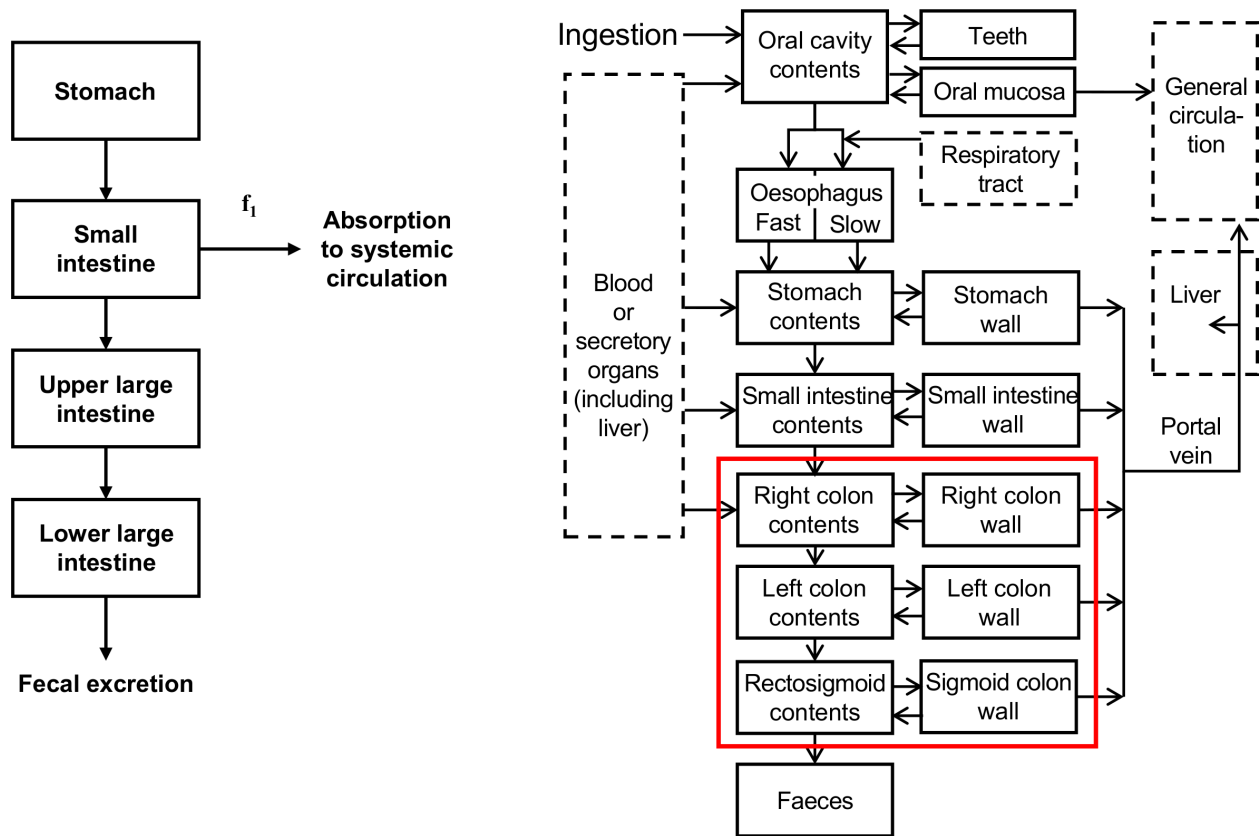 Stomach
Small
intestine
f1
Absorption
to systemic
circulation
Upper large
intestine
Lower large
intestine
Fecal excretion
Ingestion
Oral cavity
contents
Teeth
Oral mucosa
General
circula-
tion
Respiratory
tract
Oesophagus
Fast
Slow
Blood
or
secretory
organs
(including
liver)
Stomach
contents
Stomach
wall
Liver
Small intestine
contents
Small intestine
wall
Portal
vein
Right colon
contents
Right colon
wall
Left colon
contents
Left colon
wall
Rectosigmoid
contents
Sigmoid colon
wall
Faeces